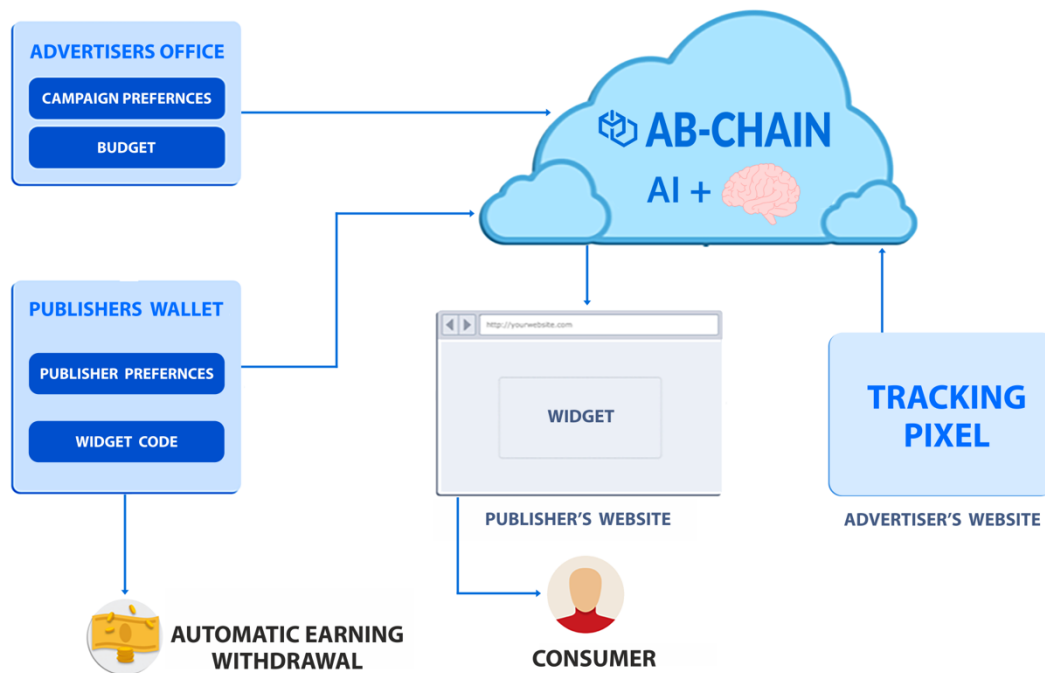 ADVERTISERS OFFICE
CAMPAIGN PREFERNCES
BUDGET
AB-CHAIN
AI +
PUBLISHERS WALLET
PUBLISHER PREFERNCES
WIDGET CODE
http://yourwebsite.com
WIDGET
PUBLISHER'S WEBSITE
TRACKING
PIXEL
ADVERTISER'S WEBSITE
AUTOMATIC EARNING
WITHDRAWAL
CONSUMER